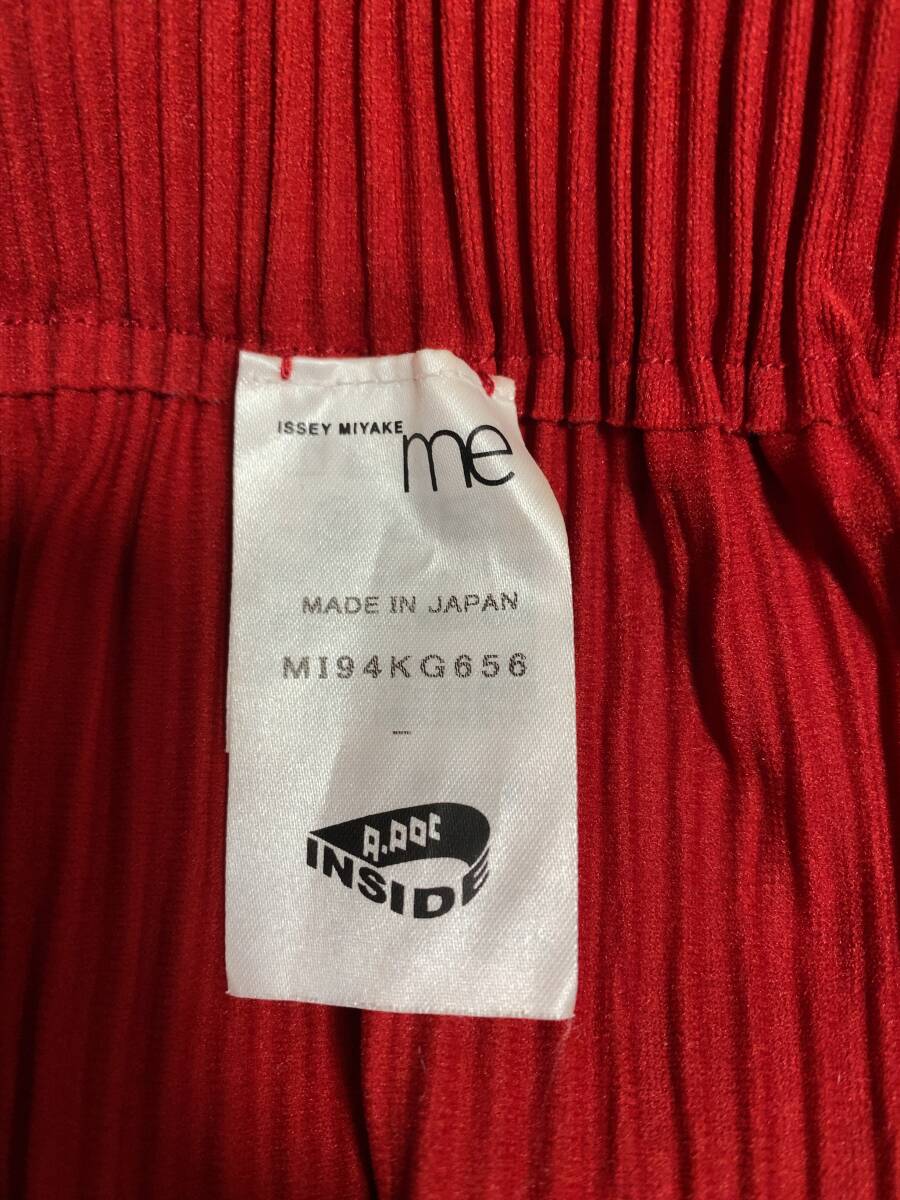 ISSEY MIYAKE me
MADE IN JAPAN
MI94KG656
A.POC
INSIDE